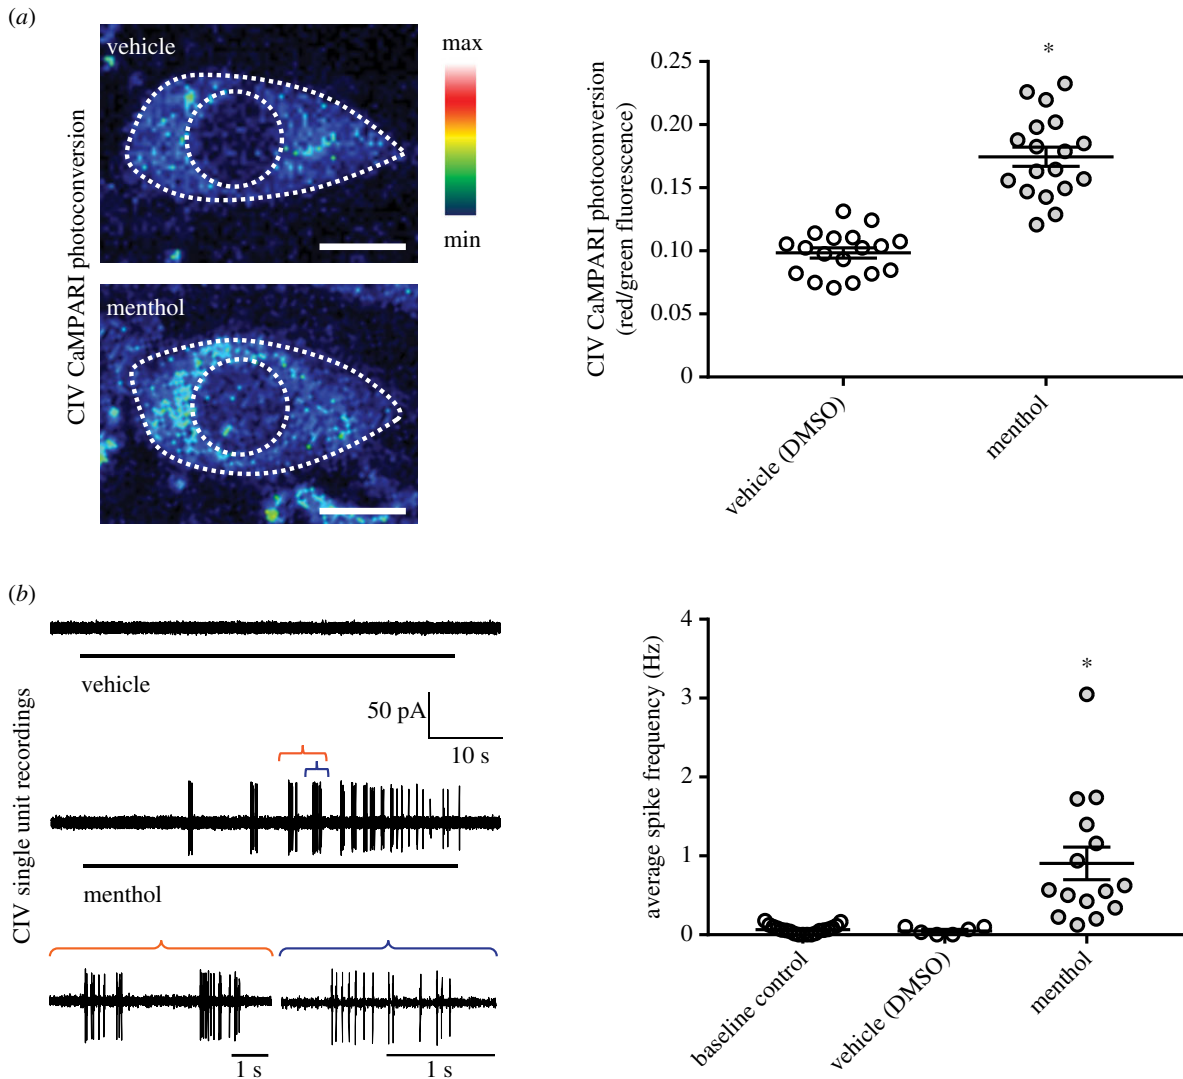 (a)
vehicle
max
min
menthol
CIV CaMPARI photoconversion
CIV CaMPARI photoconversion
(red/green fluorescence)
*
0.25
0.20
0.15
0.10
0.05
0
vehicle (DMSO)
menthol
(b)
CIV single unit recordings
vehicle
50 pA
10 s
menthol
1 s
1 s
average spike frequency (Hz)
*
4
3
2
1
0
baseline control
vehicle (DMSO)
menthol